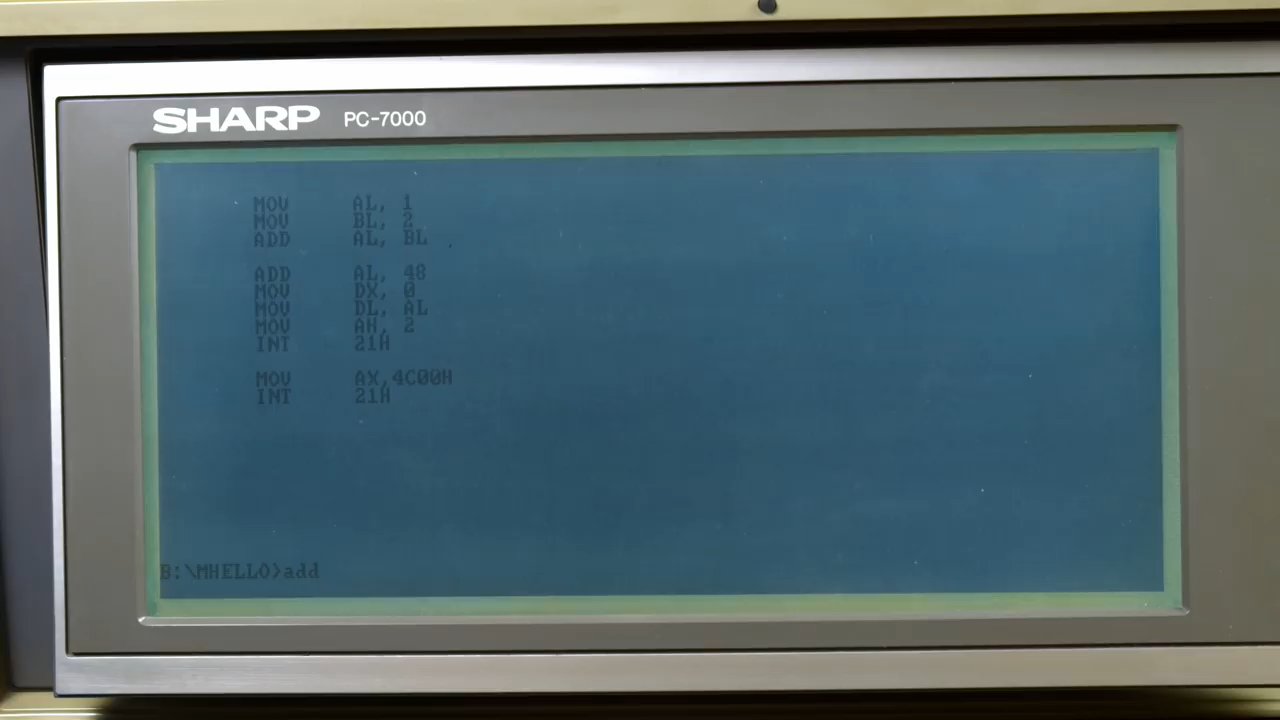 SHARP PC-7000
MOV AL, 1
MOV BL, 2
ADD AL, BL
ADD AL, 48
MOV DX, 0
MOV DL, AL
MOV AH, 2
INT 21H
MOV AX,4C00H
INT 21H
B:\MHELLO>add